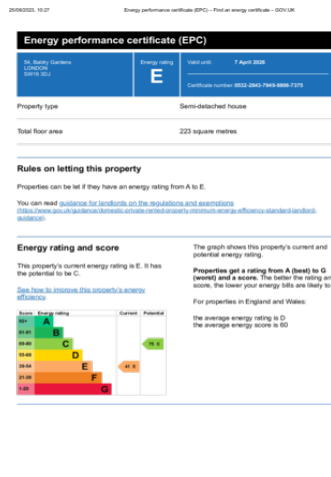 25/08/2023, 10:27 Energy performance certificate (EPC) – Find an energy certificate – GOV.UK
Energy performance certificate (EPC)
Baldry Gardens
LONDON
SW16 3DJ
Energy rating
E
Valid until: 7 April 2026
Certificate number:
Property type Semi-detached house
Total floor area 223 square metres
Rules on letting this property
Properties can be let if they have an energy rating from A to E.
You can read guidance for landlords on the regulations and exemptions
(https://www.gov.uk/guidance/domestic-private-rented-property-minimum-energy-efficiency-standard-landlord-
guidance).
Energy rating and score
This property's current energy rating is E. It has
the potential to be C.
See how to improve this property's energy
efficiency.
Score Energy rating Current Potential
92+ A
81-91 B
69-80 C
55-68 D
39-54 E
21-38 F
1-20 G
41 E
75 C
The graph shows this property's current and
potential energy rating.
Properties get a rating from A (best) to G
(worst) and a score. The better the rating an
score, the lower your energy bills are likely to
For properties in England and Wales:
the average energy rating is D
the average energy score is 60